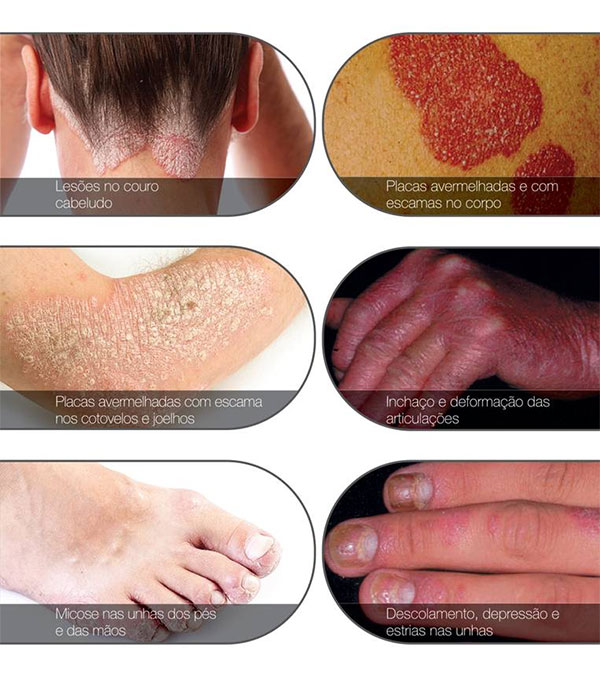 Lesões no couro
cabeludo
Placas avermelhadas e com
escamas no corpo
Placas avermelhadas com escama
nos cotovelos e joelhos
Inchaço e deformação das
articulações
Micose nas unhas dos pés
e das mãos
Descolamento, depressão e
estrias nas unhas